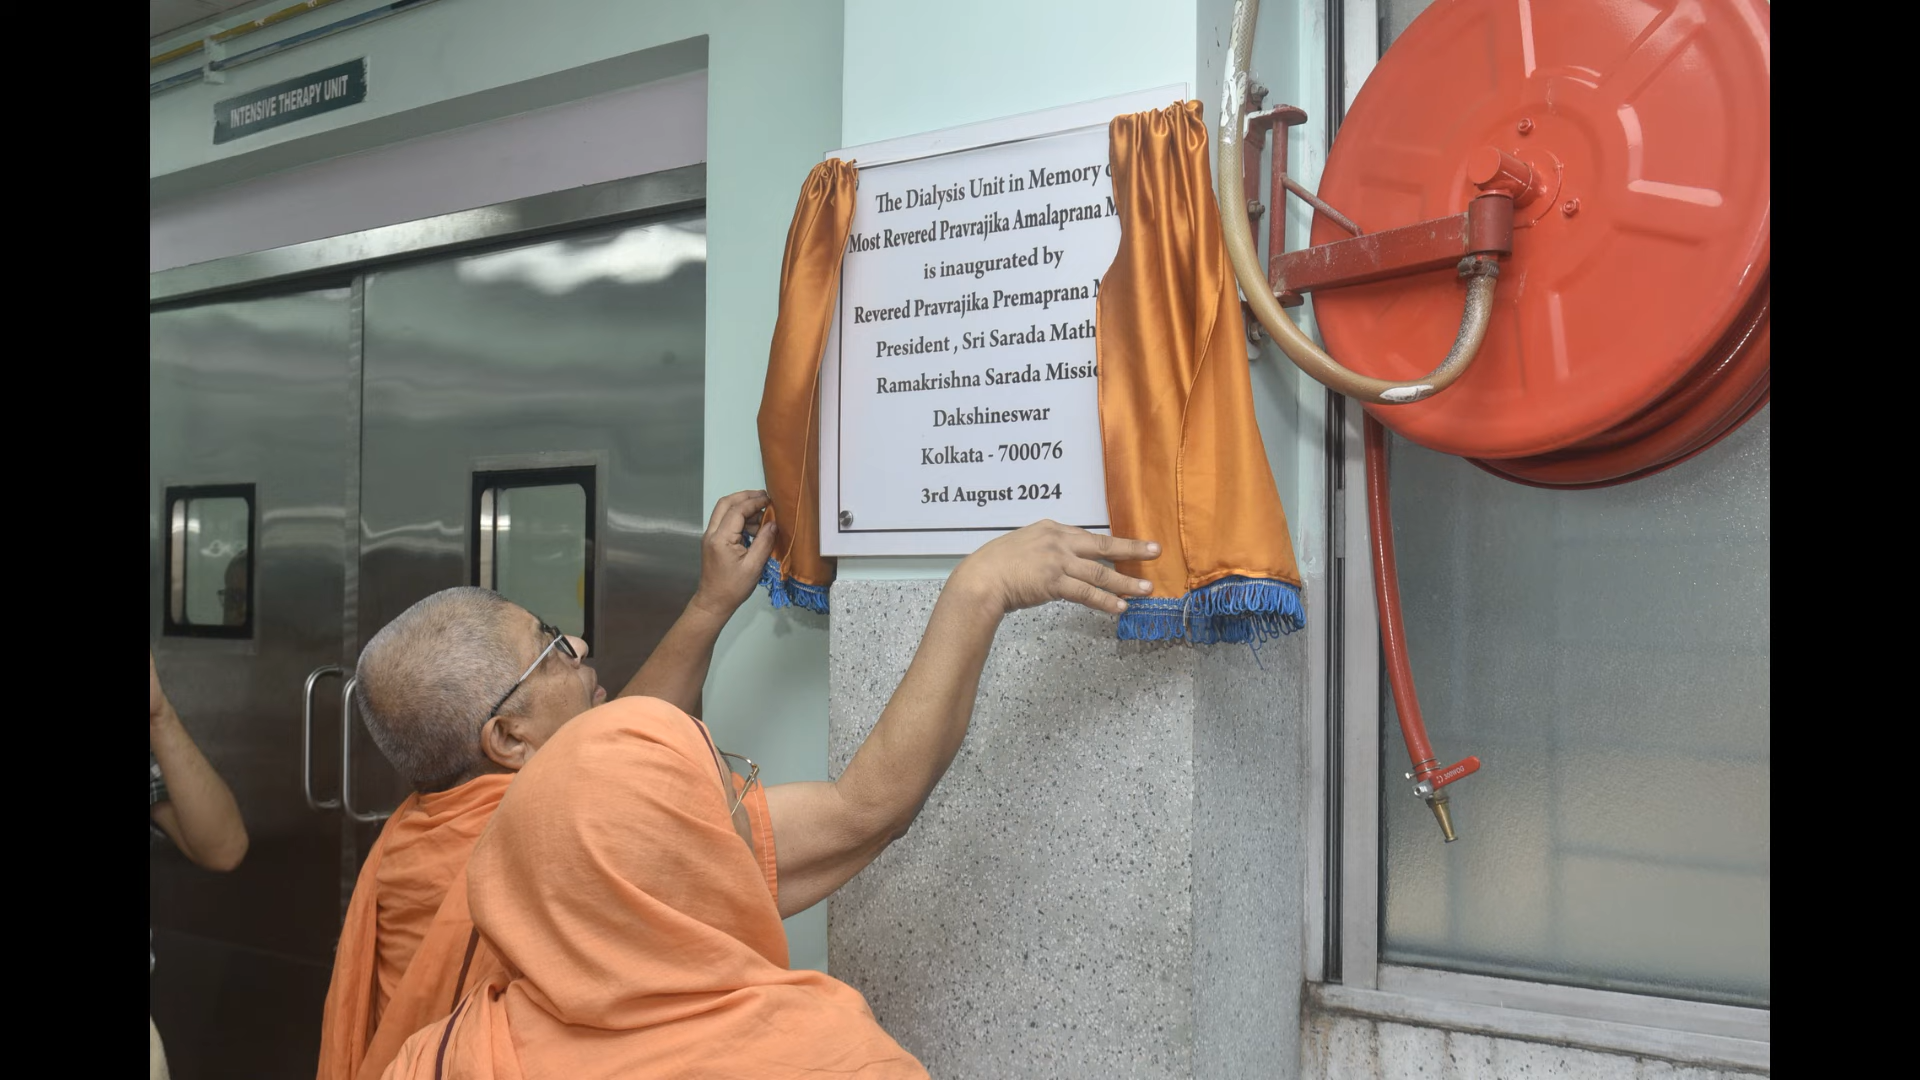 INTENSIVE THERAPY UNIT
The Dialysis Unit in Memory
Most Revered Pravrajika Amalaprana
is inaugurated by
Revered Pravrajika Premaprana
President , Sri Sarada Math
Ramakrishna Sarada
Dakshineswar
Kolkata - 700076
3rd August 2024